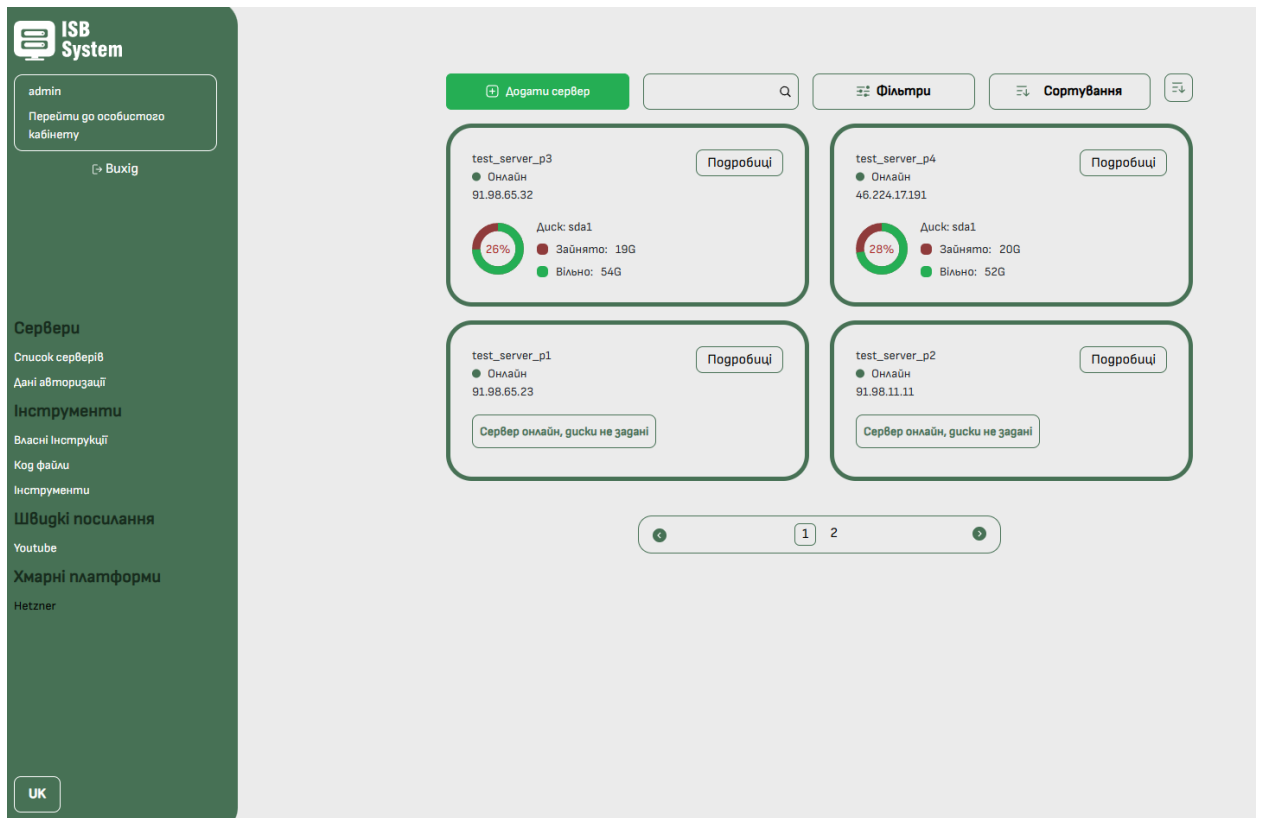 ISB
System
admin
Перейти до особистого
кабінету
Вихід
Сервери
Список серверів
Дані авторизації
Інструменти
Власні Інструкції
Код файли
Інструменти
Швидкі посилання
Youtube
Хмарні платформи
Hetzner
UK
Додати сервер
Фільтри
Сортування
test_server_p3
Онлайн
91.98.65.32
Подробиці
26%
Диск: sda1
Зайнято: 19G
Вільно: 54G
test_server_p4
Онлайн
46.224.17.191
Подробиці
28%
Диск: sda1
Зайнято: 20G
Вільно: 52G
test_server_p1
Онлайн
91.98.65.23
Подробиці
Сервер онлайн, диски не задані
test_server_p2
Онлайн
91.98.11.11
Подробиці
Сервер онлайн, диски не задані
1 2